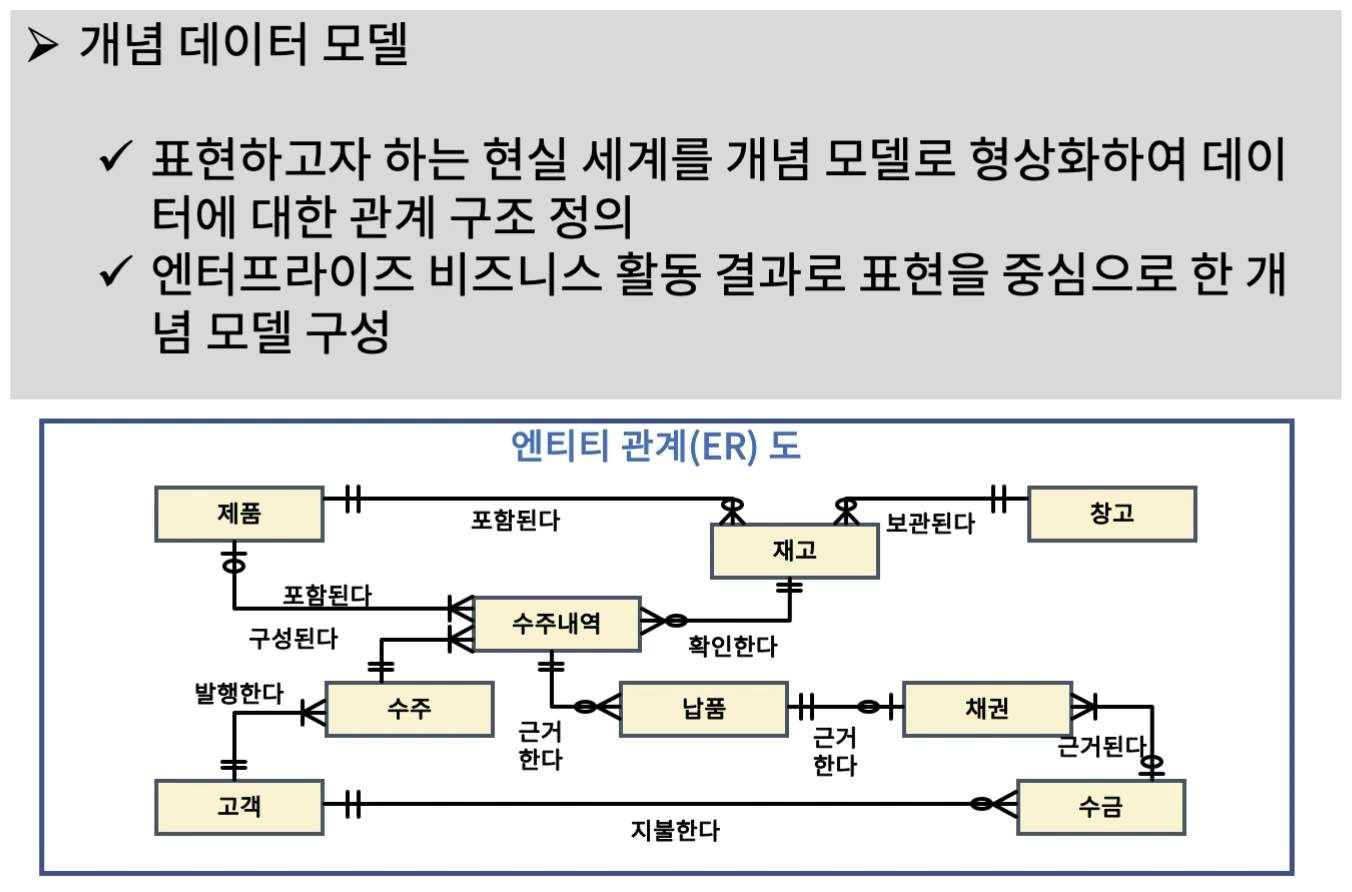 ➢ 개념 데이터 모델
✓ 표현하고자 하는 현실 세계를 개념 모델로 형상화하여 데이
터에 대한 관계 구조 정의
✓ 엔터프라이즈 비즈니스 활동 결과로 표현을 중심으로 한 개
념 모델 구성
엔티티 관계(ER) 도
제품
포함된다
재고
보관된다
창고
포함된다
수주내역
확인한다
구성된다
발행한다
수주
근거
한다
납품
근거
한다
채권
근거된다
고객
지불한다
수금